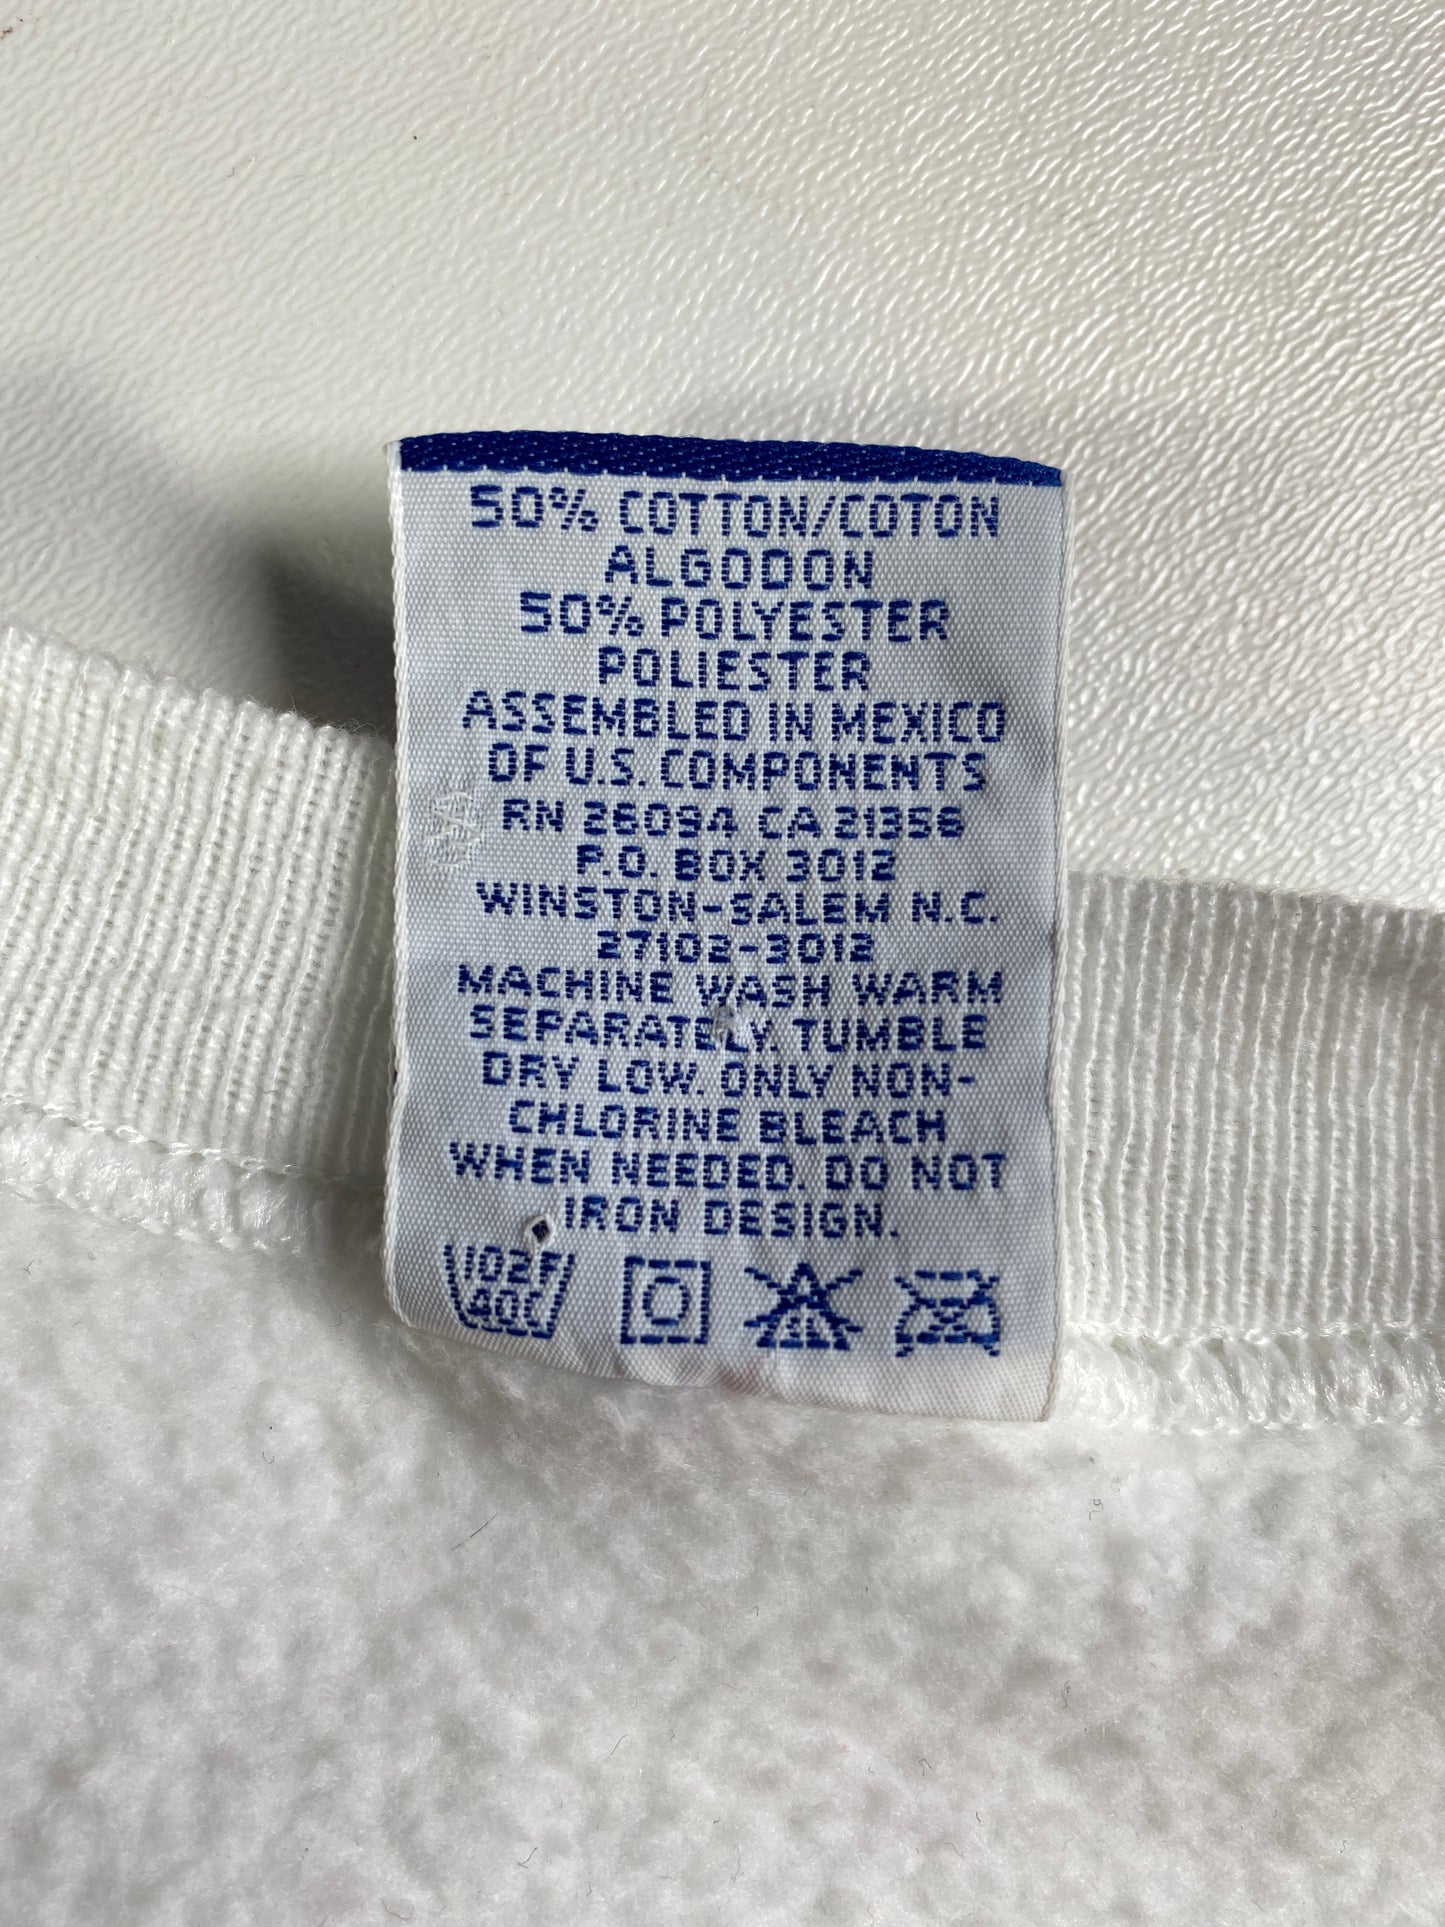 50% COTTON/COTON
ALGODON
50% POLYESTER
POLIESTER
ASSEMBLED IN MEXICO
OF U.S. COMPONENTS
RN 26094 CA 21356
P.O. BOX 3012
WINSTON-SALEM N.C.
27102-3012
MACHINE WASH WARM
SEPARATELY. TUMBLE
DRY LOW. ONLY NON-
CHLORINE BLEACH
WHEN NEEDED. DO NOT
IRON DESIGN.
102F
40C